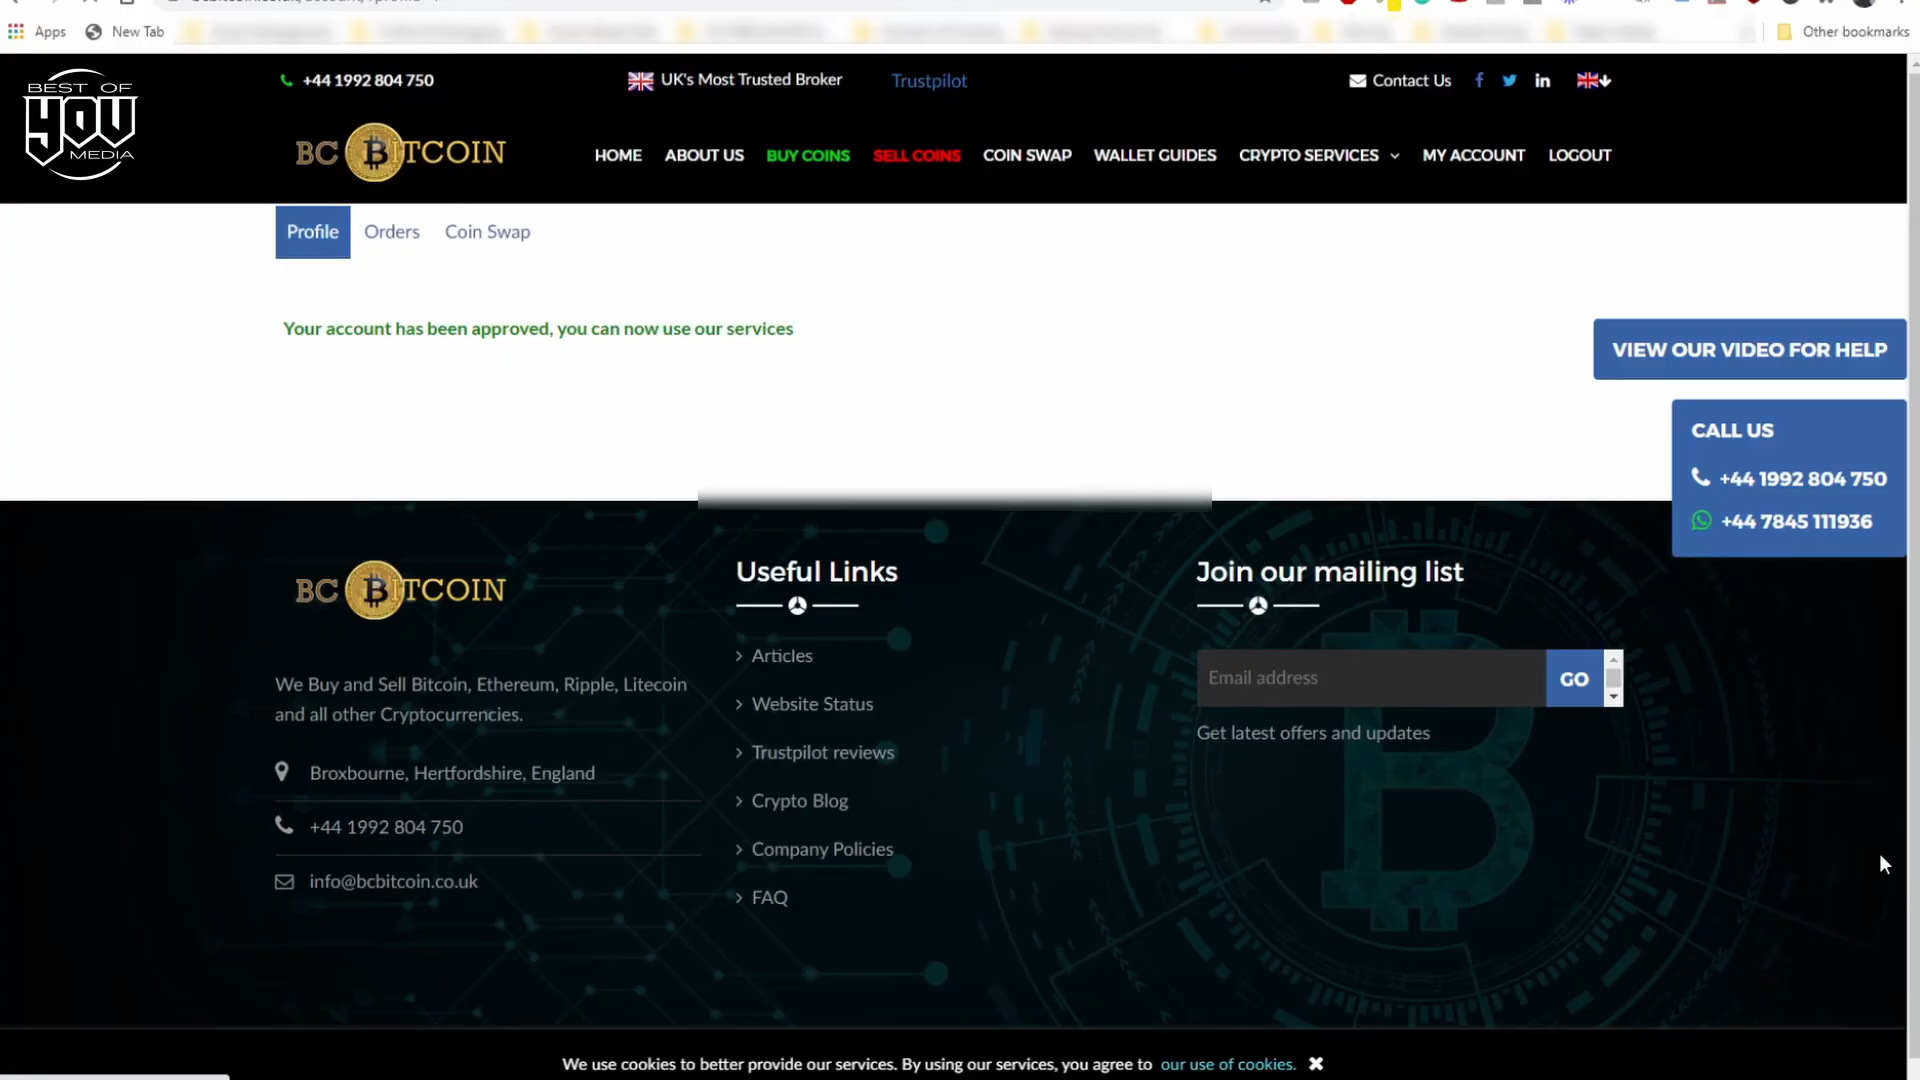 Apps
New Tab
Other bookmarks
BEST OF
YOU
MEDIA
+44 1992 804 750
UK's Most Trusted Broker
Trustpilot
Contact Us
BC BITCOIN
HOME
ABOUT US
BUY COINS
SELL COINS
COIN SWAP
WALLET GUIDES
CRYPTO SERVICES
MY ACCOUNT
LOGOUT
Profile
Orders
Coin Swap
Your account has been approved, you can now use our services
VIEW OUR VIDEO FOR HELP
CALL US
+44 1992 804 750
+44 7845 111936
BC BITCOIN
We Buy and Sell Bitcoin, Ethereum, Ripple, Litecoin
and all other Cryptocurrencies.
Broxbourne, Hertfordshire, England
+44 1992 804 750
info@bcbitcoin.co.uk
Useful Links
Articles
Website Status
Trustpilot reviews
Crypto Blog
Company Policies
FAQ
Join our mailing list
Email address
GO
Get latest offers and updates
We use cookies to better provide our services. By using our services, you agree to our use of cookies.